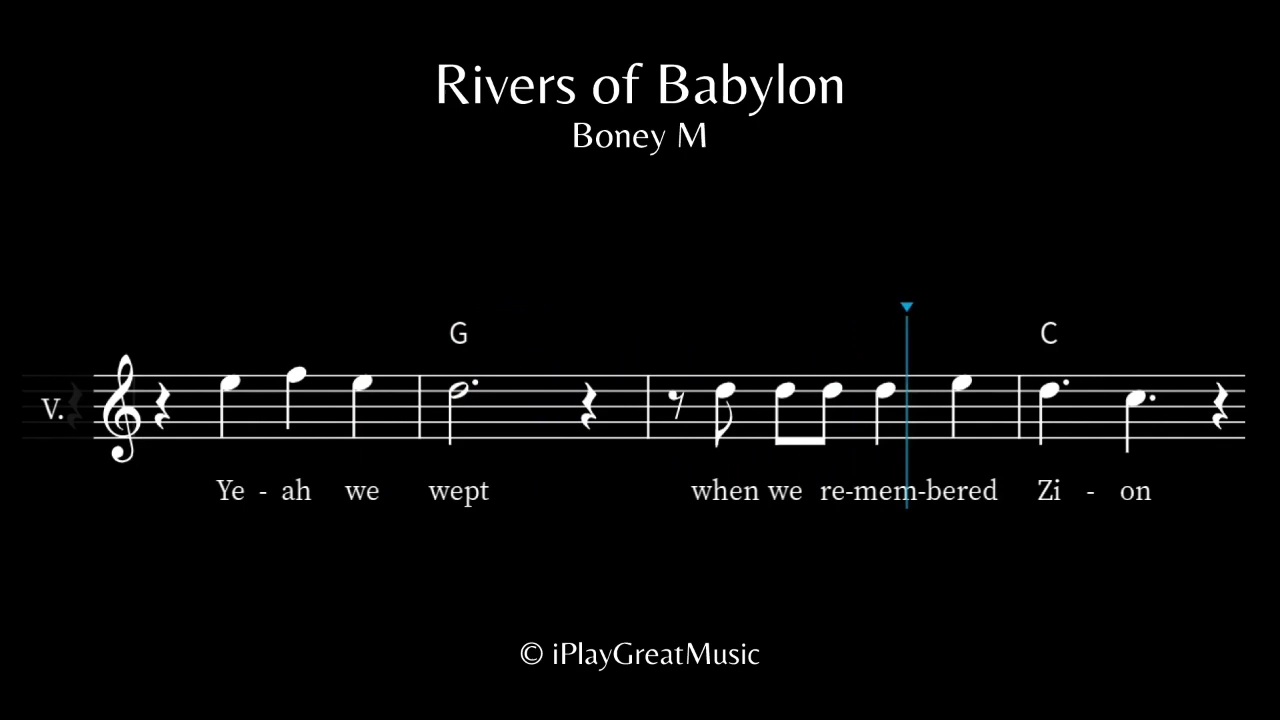 Rivers of Babylon
Boney M
G C
V.
Ye - ah we wept when we re-mem-bered Zi - on
© iPlayGreatMusic